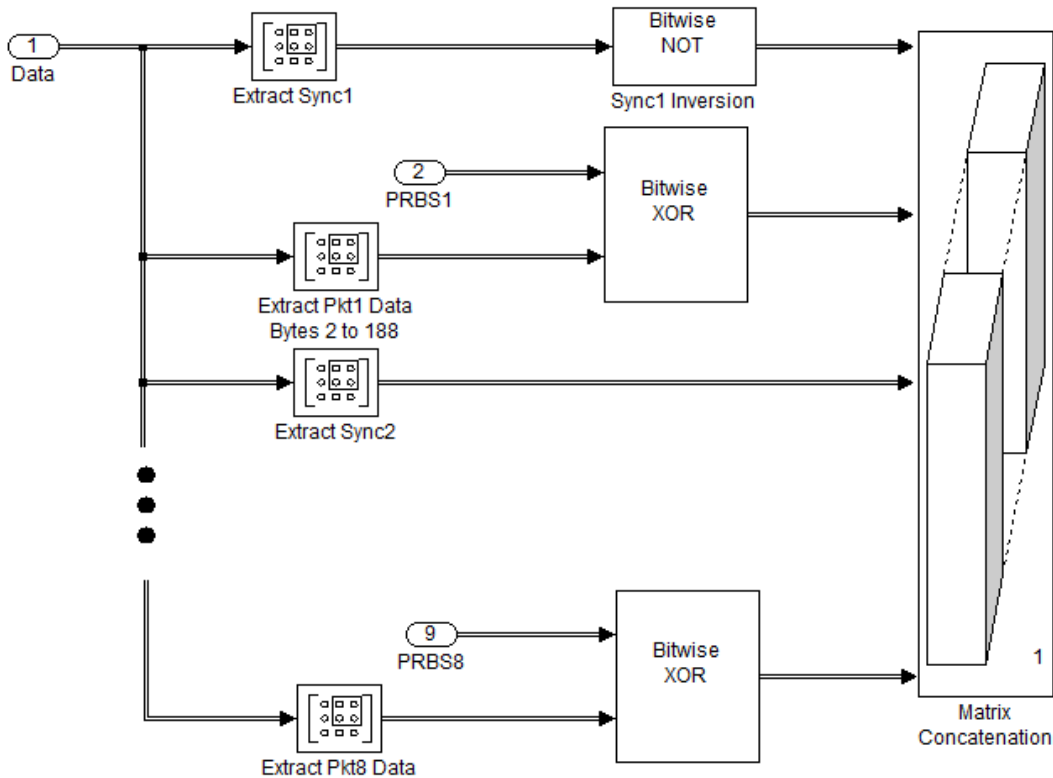 1
Data
Extract Sync1
Bitwise
NOT
Sync1 Inversion
2
PRBS1
Bitwise
XOR
Extract Pkt1 Data
Bytes 2 to 188
Extract Sync2
9
PRBS8
Bitwise
XOR
Extract Pkt8 Data
1
Matrix
Concatenation